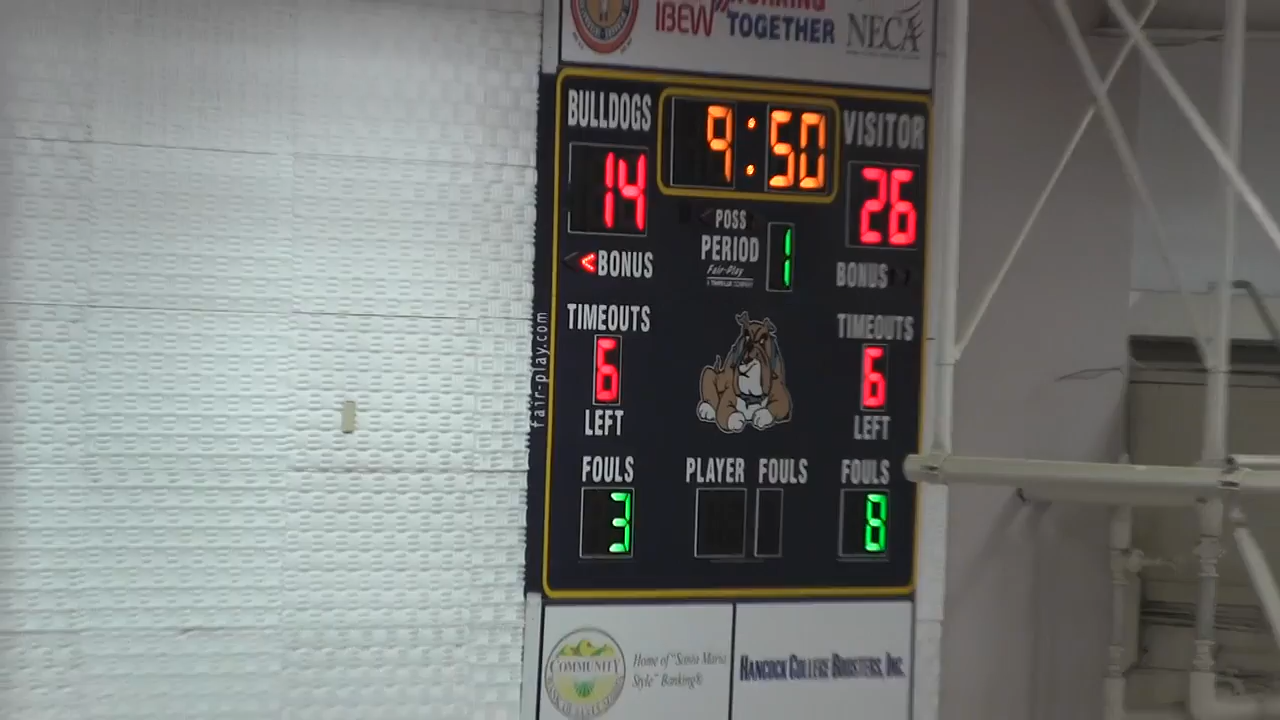 WORKING
IBEW TOGETHER NECA
BULLDOGS 9:50 VISITOR
14 26
< POSS
PERIOD 1
<BONUS BONUS
Fair-Play
TIMEOUTS TIMEOUTS
6 6
LEFT LEFT
fair-play.com
FOULS PLAYER FOULS FOULS
3 8
COMMUNITY
Home of "Santa Maria
Style" Banking®
HANCOCK COLLEGE BOOSTERS, INC.